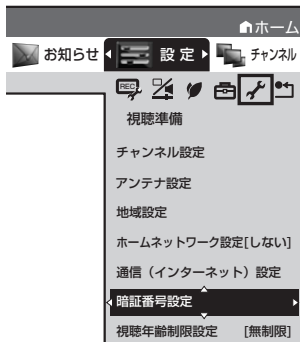 ホーム
お知らせ 設定 チャンネル
REC
視聴準備
チャンネル設定
アンテナ設定
地域設定
ホームネットワーク設定[しない]
通信（インターネット）設定
暗証番号設定
視聴年齢制限設定 [無制限]